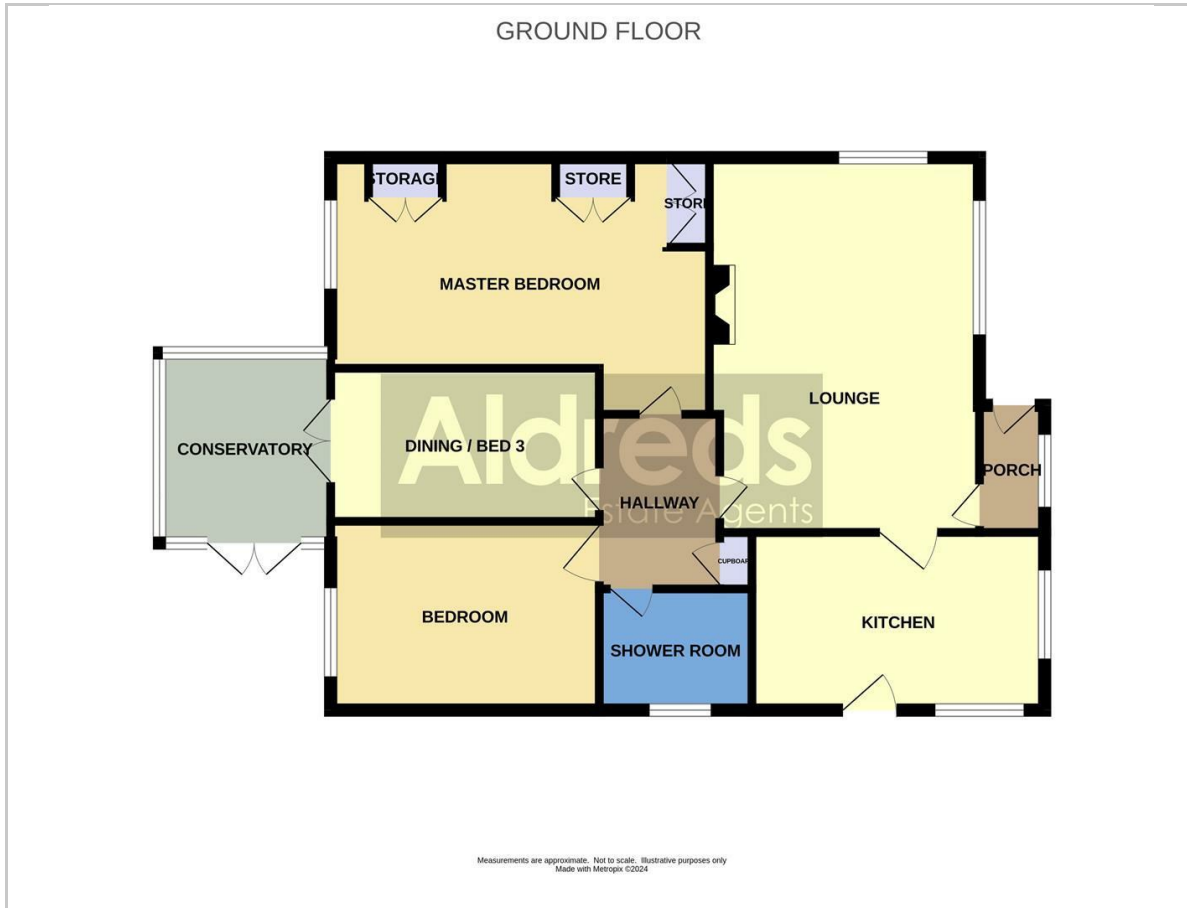 GROUND FLOOR
STORAGE
STORE
STORE
MASTER BEDROOM
LOUNGE
CONSERVATORY
DINING / BED 3
Aldreds
Estate Agents
HALLWAY
PORCH
CUPBOARD
BEDROOM
SHOWER ROOM
KITCHEN
Measurements are approximate. Not to scale. Illustrative purposes only
Made with Metropix ©2024